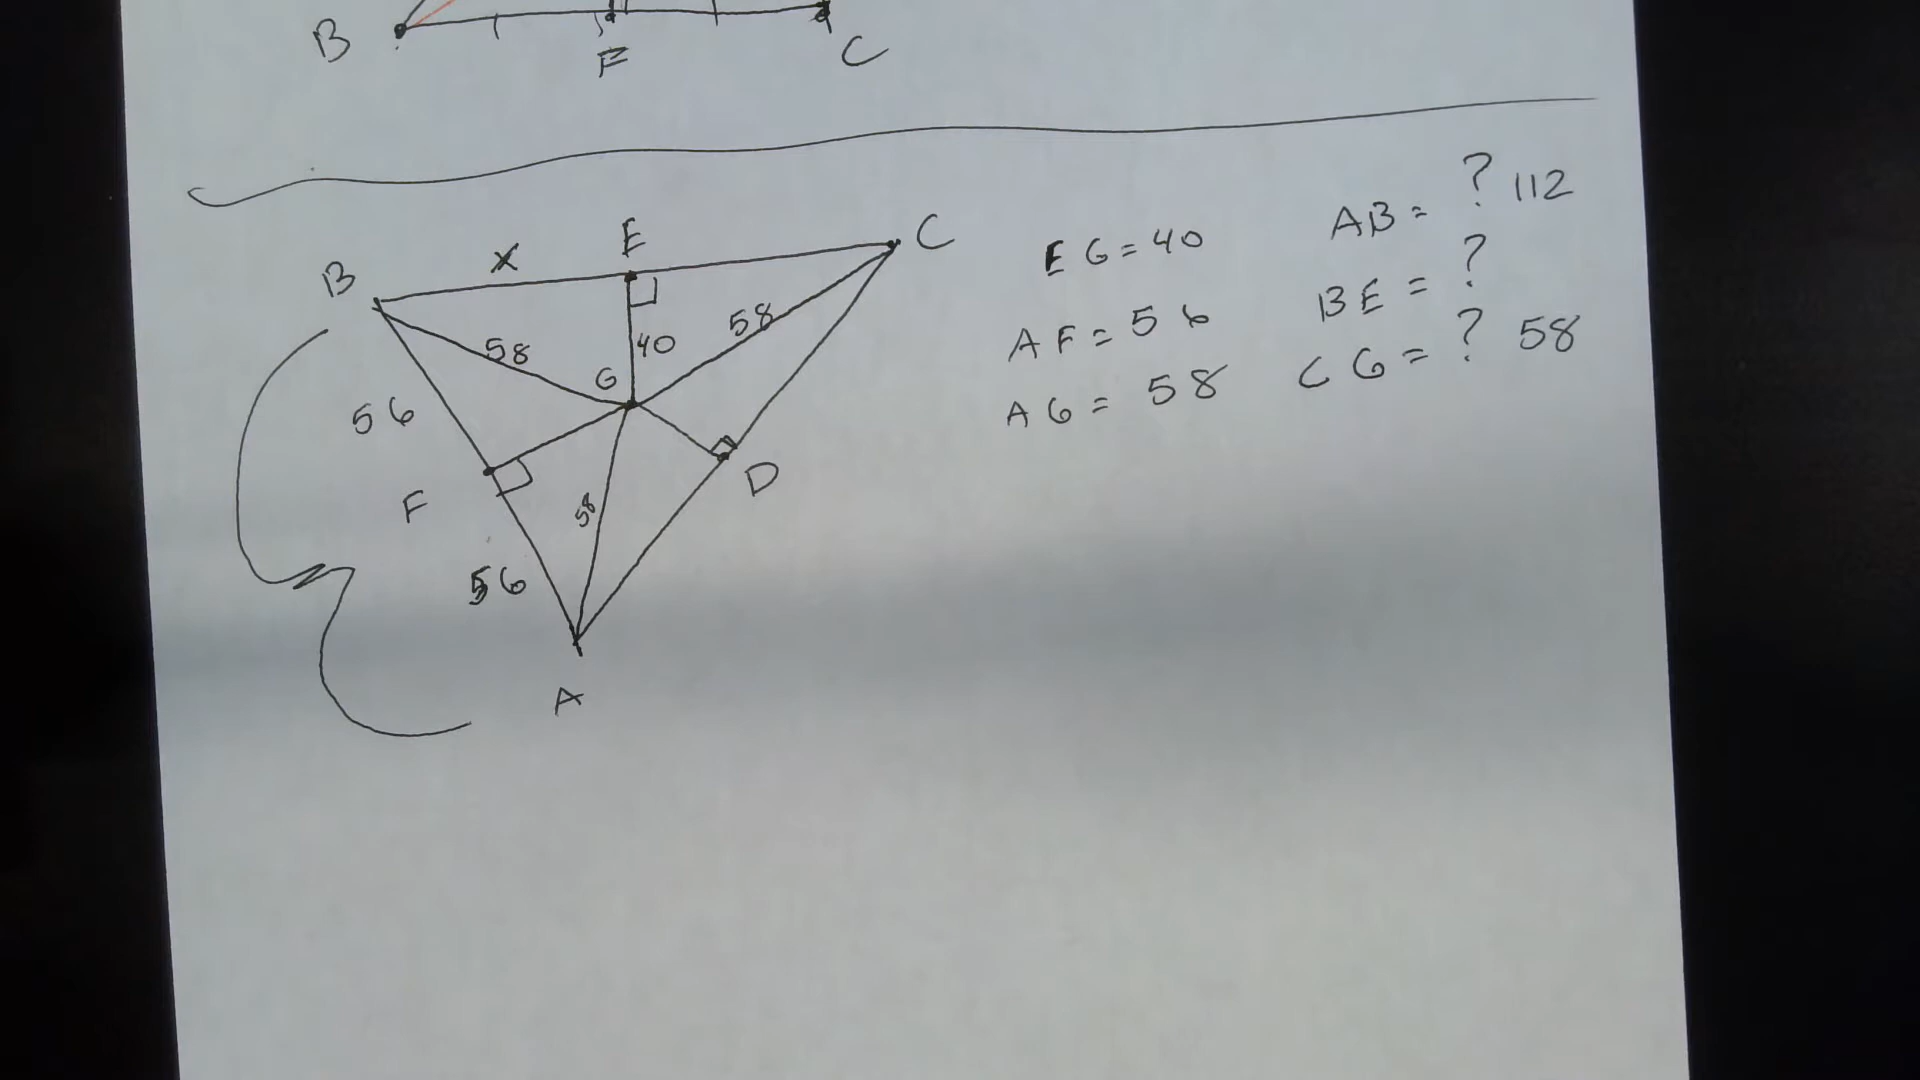 B
F
C
E
C
X
B
58
40
58
G
56
F
D
58
56
A
EG = 40
AF = 56
AG = 58
AB = ? 112
BE = ?
CG = ? 58